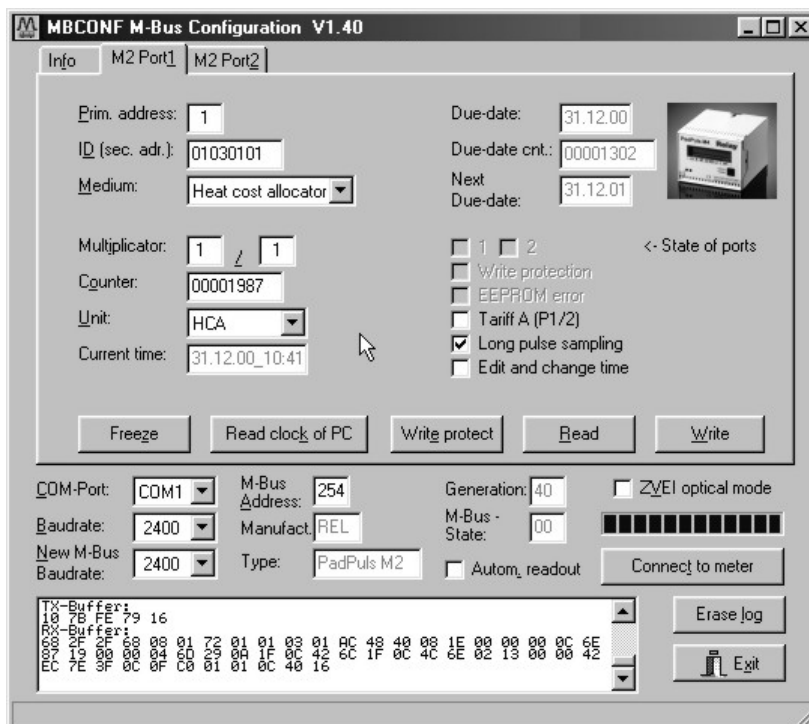 MBCONF M-Bus Configuration V1.40
Info M2 Port1 M2 Port2
Prim. address: 1
ID (sec. adr.): 01030101
Medium: Heat cost allocator
Due-date: 31.12.00
Due-date cnt.: 00001302
Next
Due-date: 31.12.01
PadPuls M2 Relay
Multiplicator: 1 / 1
Counter: 00001987
Unit: HCA
Current time: 31.12.00_10:41
1 2 <- State of ports
Write protection
EEPROM error
Tariff A (P1/2)
Long pulse sampling
Edit and change time
Freeze Read clock of PC Write protect Read Write
COM-Port: COM1
Baudrate: 2400
New M-Bus
Baudrate: 2400
M-Bus
Address: 254
Manufact. REL
Type: PadPuls M2
Generation: 40
M-Bus -
State: 00
Autom. readout
ZVEI optical mode
Connect to meter
TX-Buffer:
10 7B FE 79 16
RX-Buffer:
68 2F 2F 68 08 01 72 01 01 03 01 AC 48 40 08 1E 00 00 00 0C 6E
87 19 00 00 04 6D 29 0A 1F 0C 42 6C 1F 0C 4C 6E 02 13 00 00 42
EC 7E 3F 0C 0F C0 01 01 0C 40 16
Erase log
Exit